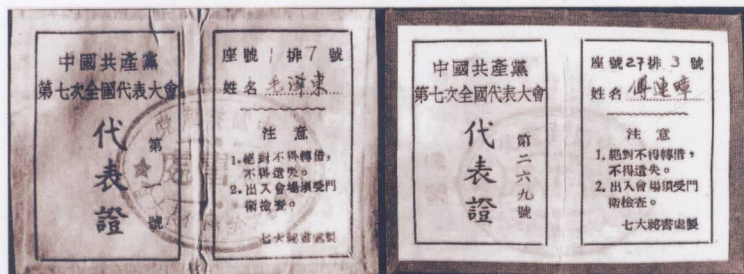 中國共產黨
第七次全國代表大會
代表證
第一號
座號1排7號
姓名毛澤東
注意
1.絕對不得轉借，
不得遺失。
2.出入會場須受門
衛檢查。
七大祕書處製
中國共產黨
第七次全國代表大會
代表證
第二六九號
座號27排3號
姓名傅連暲
注意
1.絕對不得轉借，
不得遺失。
2.出入會場須受門
衛檢查。
七大祕書處製